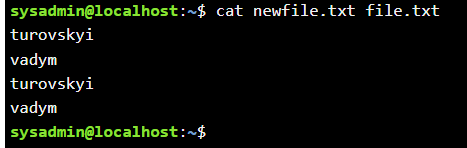 sysadmin@localhost:~$ cat newfile.txt file.txt
turovskyi
vadym
turovskyi
vadym
sysadmin@localhost:~$